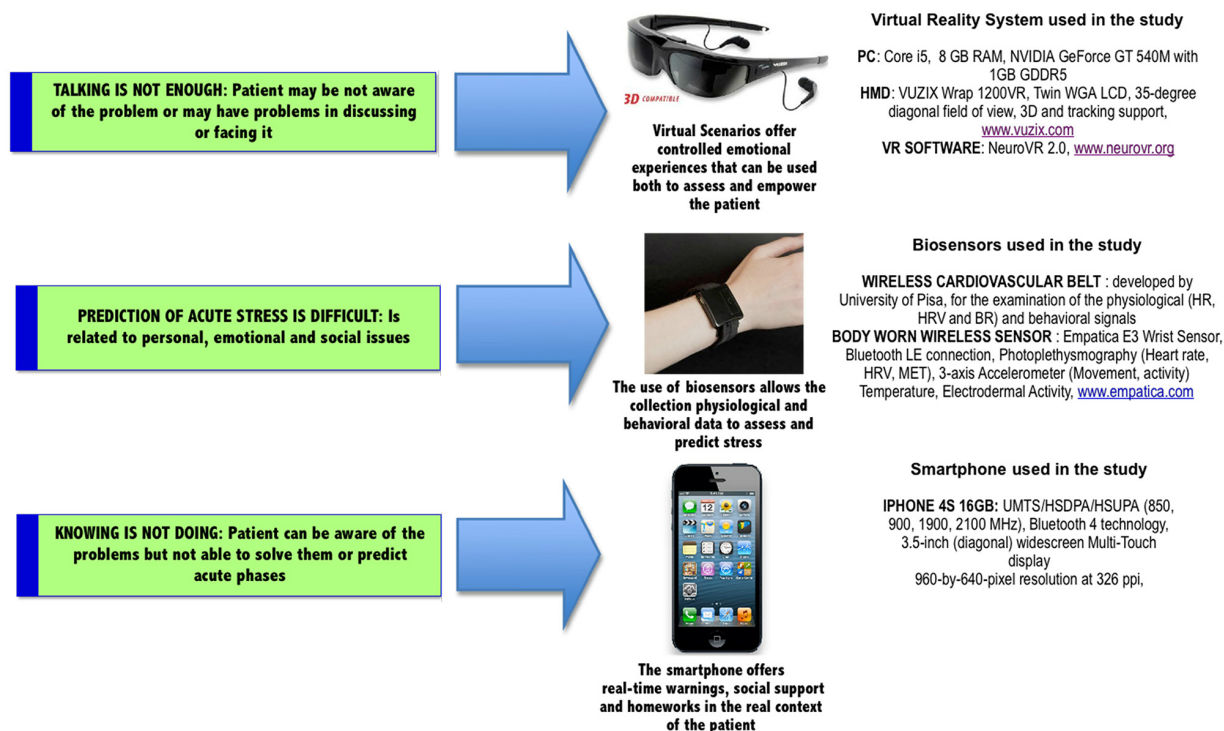 TALKING IS NOT ENOUGH: Patient may be not aware
of the problem or may have problems in discussing
or facing it
3D COMPATIBLE
VUZIX
Virtual Scenarios offer
controlled emotional
experiences that can be used
both to assess and empower
the patient
Virtual Reality System used in the study
PC: Core i5, 8 GB RAM, NVIDIA GeForce GT 540M with
1GB GDDR5
HMD: VUZIX Wrap 1200VR, Twin WGA LCD, 35-degree
diagonal field of view, 3D and tracking support,
www.vuzix.com
VR SOFTWARE: NeuroVR 2.0, www.neurovr.org
PREDICTION OF ACUTE STRESS IS DIFFICULT: Is
related to personal, emotional and social issues
The use of biosensors allows the
collection physiological and
behavioral data to assess and
predict stress
Biosensors used in the study
WIRELESS CARDIOVASCULAR BELT : developed by
University of Pisa, for the examination of the physiological (HR,
HRV and BR) and behavioral signals
BODY WORN WIRELESS SENSOR : Empatica E3 Wrist Sensor,
Bluetooth LE connection, Photoplethysmography (Heart rate,
HRV, MET), 3-axis Accelerometer (Movement, activity)
Temperature, Electrodermal Activity, www.empatica.com
KNOWING IS NOT DOING: Patient can be aware of the
problems but not able to solve them or predict
acute phases
12
The smartphone offers
real-time warnings, social support
and homeworks in the real context
of the patient
Smartphone used in the study
IPHONE 4S 16GB: UMTS/HSDPA/HSUPA (850,
900, 1900, 2100 MHz), Bluetooth 4 technology,
3.5-inch (diagonal) widescreen Multi-Touch
display
960-by-640-pixel resolution at 326 ppi,